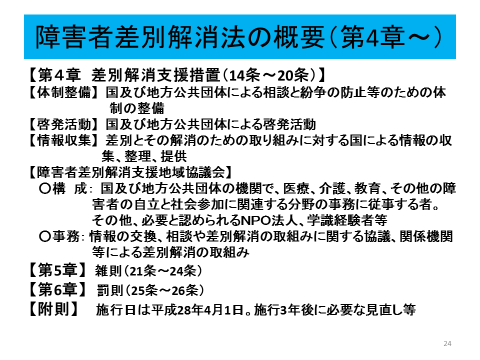 障害者差別解消法の概要（第4章～）
【第４章　差別解消支援措置（14条～20条）】
【体制整備】 国及び地方公共団体による相談と紛争の防止等のための体
制の整備
【啓発活動】 国及び地方公共団体による啓発活動
【情報収集】 差別とその解消のための取り組みに対する国による情報の収
集、整理、提供
【障害者差別解消支援地域協議会】
〇構　成： 国及び地方公共団体の機関で、医療、介護、教育、その他の障
害者の自立と社会参加に関連する分野の事務に従事する者。
その他、必要と認められるNPO法人、学識経験者等
〇事務： 情報の交換、相談や差別解消の取組みに関する協議、関係機関
等による差別解消の取組み
【第5章】 雑則（21条～24条）
【第6章】 罰則（25条～26条）
【附則】 施行日は平成28年4月1日。施行3年後に必要な見直し等
24